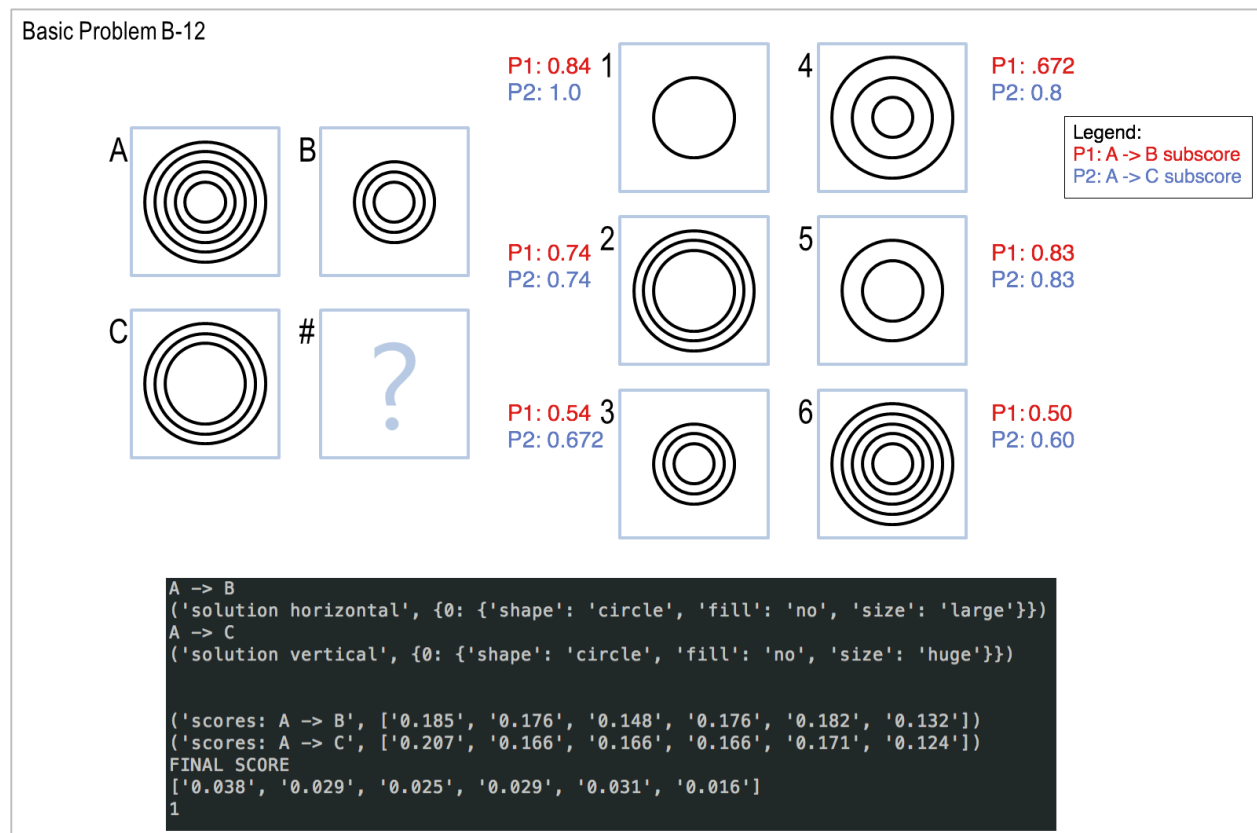 Basic Problem B-12
A
B
C
#
?
P1: 0.84
P2: 1.0
1
4
P1: .672
P2: 0.8
Legend:
P1: A -> B subscore
P2: A -> C subscore
P1: 0.74
P2: 0.74
2
5
P1: 0.83
P2: 0.83
P1: 0.54
P2: 0.672
3
6
P1: 0.50
P2: 0.60
A -> B
('solution horizontal', {0: {'shape': 'circle', 'fill': 'no', 'size': 'large'}})
A -> C
('solution vertical', {0: {'shape': 'circle', 'fill': 'no', 'size': 'huge'}})
('scores: A -> B', ['0.185', '0.176', '0.148', '0.176', '0.182', '0.132'])
('scores: A -> C', ['0.207', '0.166', '0.166', '0.166', '0.171', '0.124'])
FINAL SCORE
['0.038', '0.029', '0.025', '0.029', '0.031', '0.016']
1